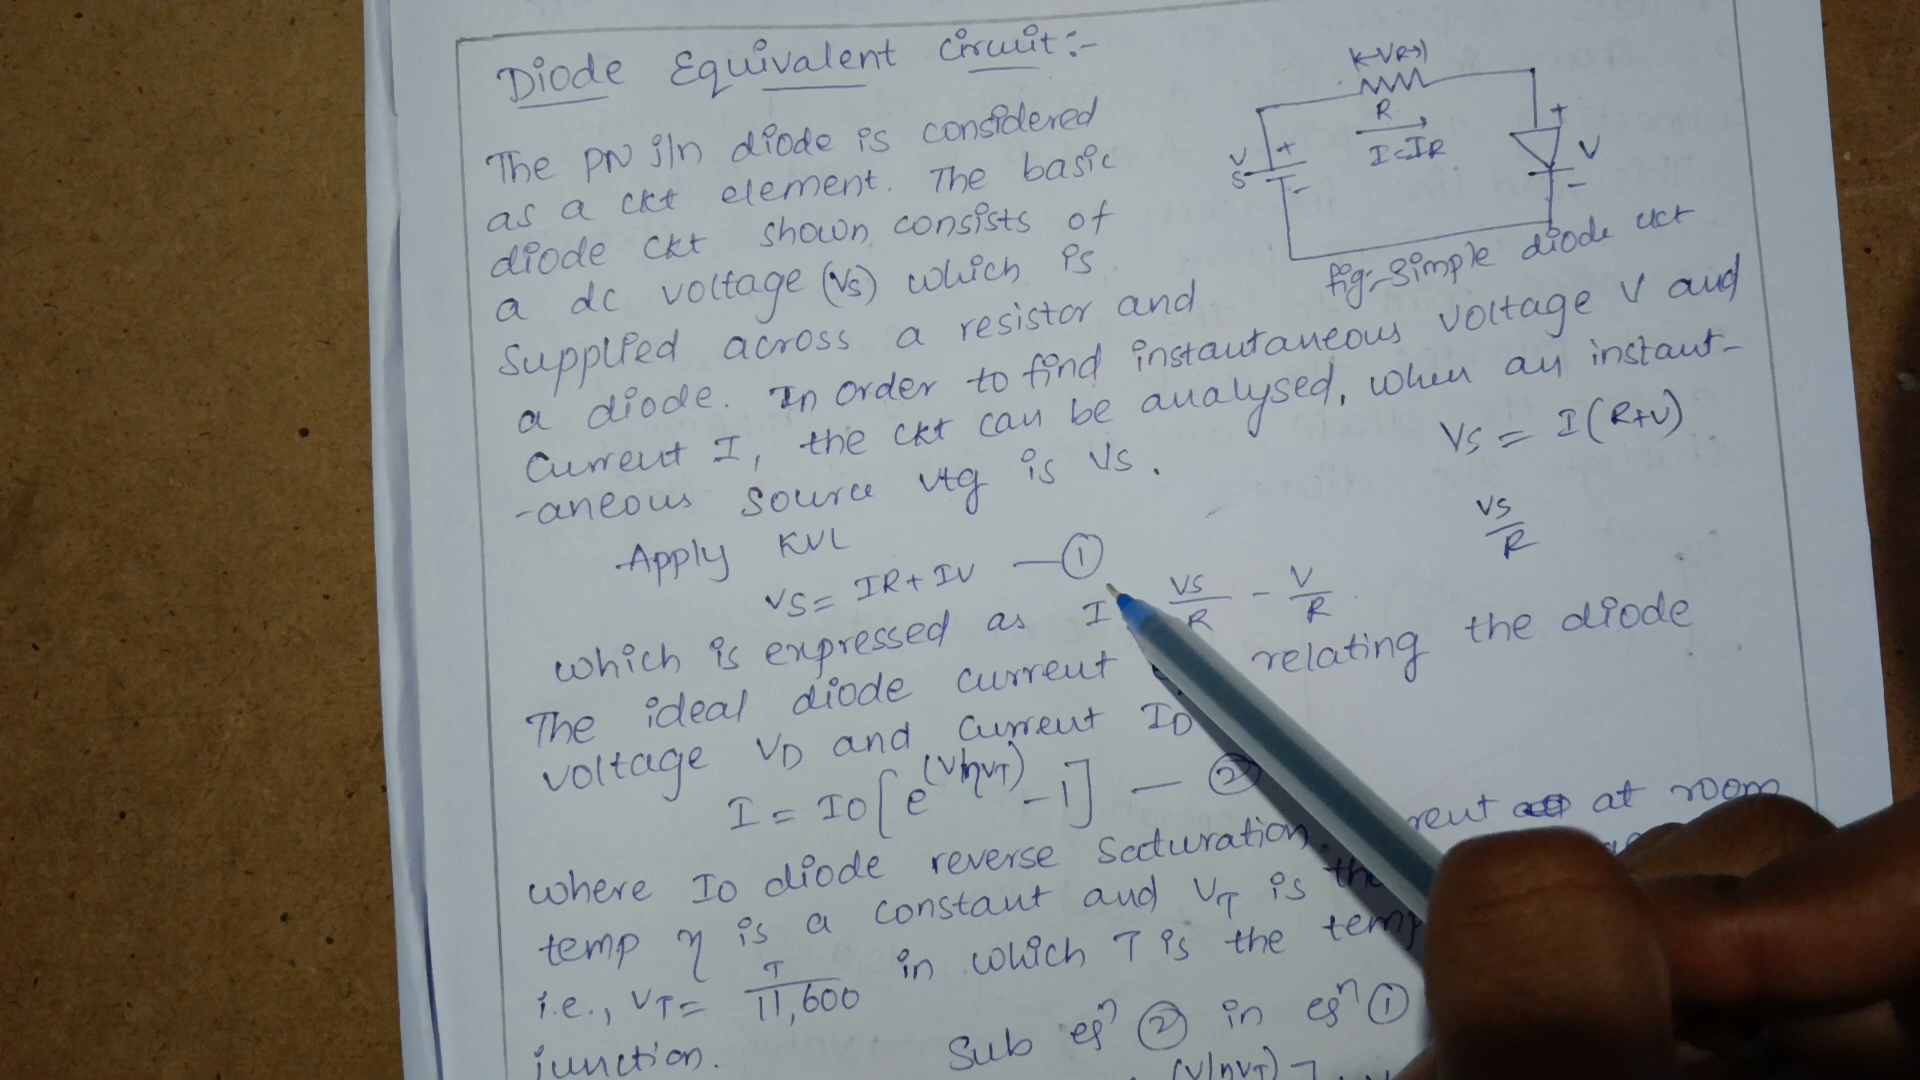 Diode Equivalent Circuit:-
The PN j/n diode is considered
as a ckt element. The basic
diode ckt shown consists of
a dc voltage (Vs) which is
supplied across a resistor and
a diode. In order to find instantaneous voltage V and
Current I, the ckt can be analysed, when an instant-
-aneous source vtg is Vs.
VR
R
I=IR
+
-
VS
+
V
-
fig:- Simple diode ckt
Vs = I(R+V)
VS/R
Apply KVL
Vs = IR + IV — ①
which is expressed as I VS/R - V/R
The ideal diode current relating the diode
voltage VD and current ID
I = I0 [e^(V/ηVT) - 1] — ②
where I0 diode reverse saturation at room
temp η is a constant and VT is the
i.e., VT = T/11,600 in which T is the temp
junction.
Sub eqn ② in eqn ①
(V/ηVT)